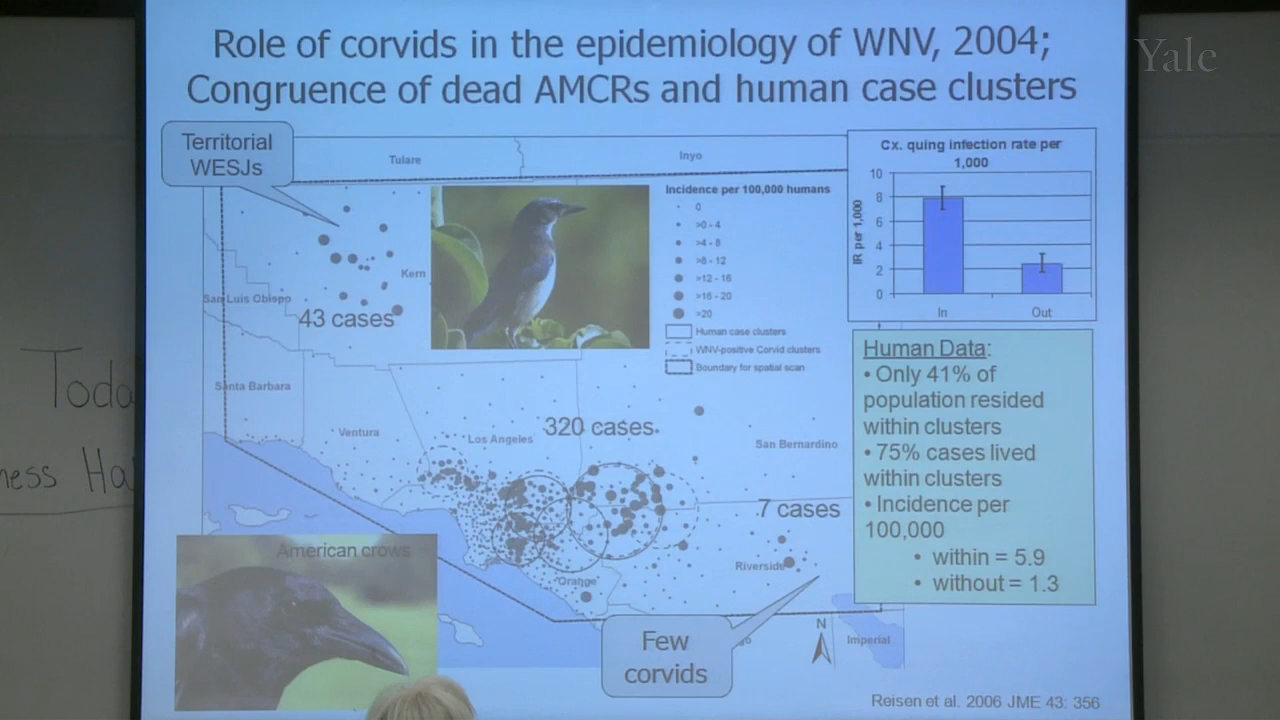 Role of corvids in the epidemiology of WNV, 2004;
Congruence of dead AMCRs and human case clusters
Yale
Territorial
WESJs
Tulare
Inyo
Kern
San Luis Obispo
43 cases
Santa Barbara
Ventura
Los Angeles
320 cases
San Bernardino
7 cases
Riverside
Orange
Imperial
N
Incidence per 100,000 humans
0
>0 - 4
>4 - 8
>8 - 12
>12 - 16
>16 - 20
>20
Human case clusters
WNV-positive Corvid clusters
Boundary for spatial scan
Cx. quing infection rate per
1,000
IR per 1,000
10
8
6
4
2
0
In
Out
Human Data:
• Only 41% of
population resided
within clusters
• 75% cases lived
within clusters
• Incidence per
100,000
• within = 5.9
• without = 1.3
American crows
Few
corvids
Reisen et al. 2006 JME 43: 356
Toda
ness Ha